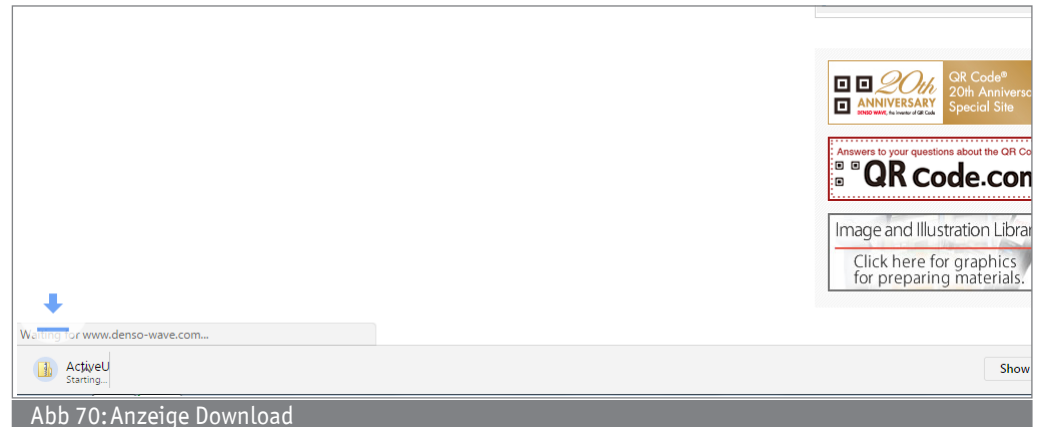 20th
ANNIVERSARY
DENSO WAVE, the inventor of QR Code
QR Code®
20th Anniversa
Special Site
Answers to your questions about the QR Co
QR code.con
Image and Illustration Librar
Click here for graphics
for preparing materials.
Waiting for www.denso-wave.com...
ActiveU
Starting...
Show
Abb 70: Anzeige Download